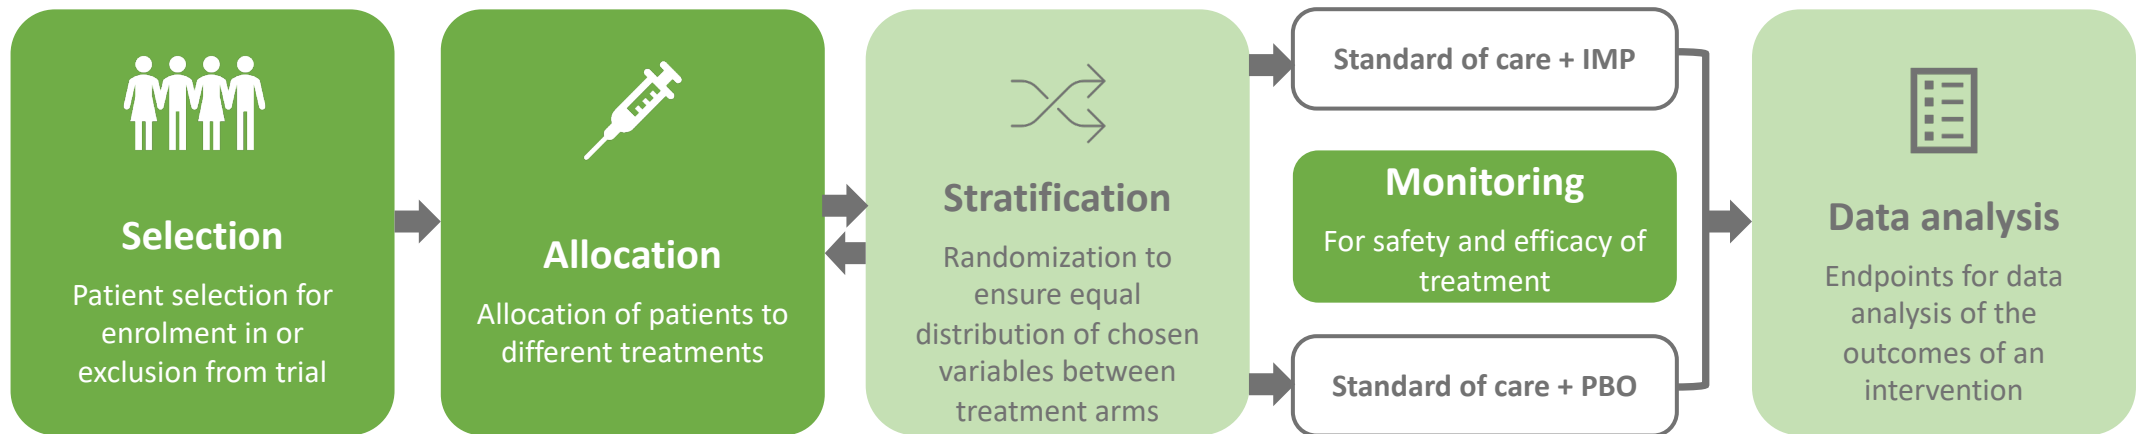 Selection
Patient selection for
enrolment in or
exclusion from trial
Allocation
Allocation of patients to
different treatments
Stratification
Randomization to
ensure equal
distribution of chosen
variables between
treatment arms
Standard of care + IMP
Monitoring
For safety and efficacy of
treatment
Standard of care + PBO
Data analysis
Endpoints for data
analysis of the
outcomes of an
intervention